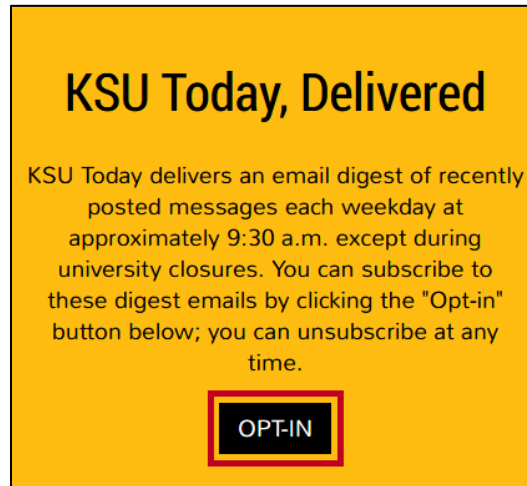 KSU Today, Delivered
KSU Today delivers an email digest of recently
posted messages each weekday at
approximately 9:30 a.m. except during
university closures. You can subscribe to
these digest emails by clicking the "Opt-in"
button below; you can unsubscribe at any
time.
OPT-IN